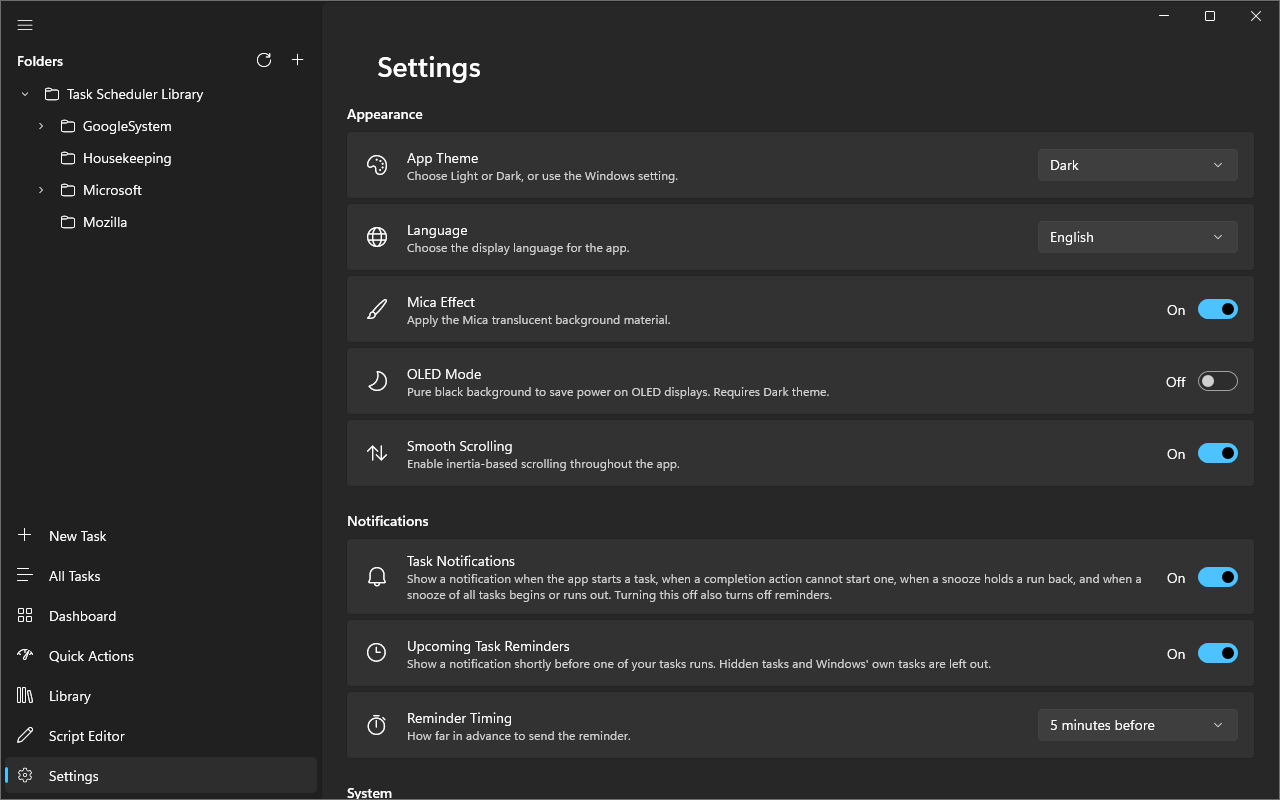 Folders
Task Scheduler Library
GoogleSystem
Housekeeping
Microsoft
Mozilla
New Task
All Tasks
Dashboard
Quick Actions
Library
Script Editor
Settings
Settings
Appearance
App Theme
Choose Light or Dark, or use the Windows setting.
Dark
Language
Choose the display language for the app.
English
Mica Effect
Apply the Mica translucent background material.
On
OLED Mode
Pure black background to save power on OLED displays. Requires Dark theme.
Off
Smooth Scrolling
Enable inertia-based scrolling throughout the app.
On
Notifications
Task Notifications
Show a notification when the app starts a task, when a completion action cannot start one, when a snooze holds a run back, and when a
snooze of all tasks begins or runs out. Turning this off also turns off reminders.
On
Upcoming Task Reminders
Show a notification shortly before one of your tasks runs. Hidden tasks and Windows' own tasks are left out.
On
Reminder Timing
How far in advance to send the reminder.
5 minutes before
System